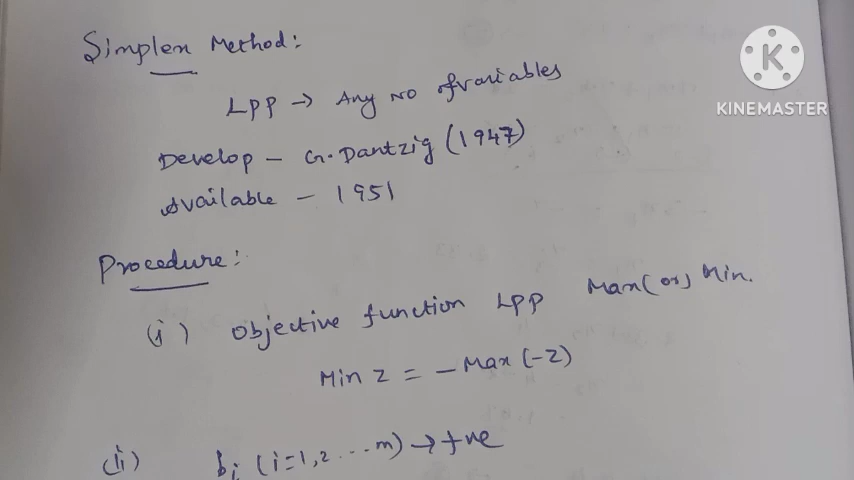 Simplex Method:
LPP → Any No of variables
Develop - G. Dantzig (1947)
Available - 1951
Procedure:
(i) Objective function LPP Max (or) Min.
Min Z = - Max (-Z)
(ii) bi (i=1,2 ... m) → +ve
K
KINEMASTER